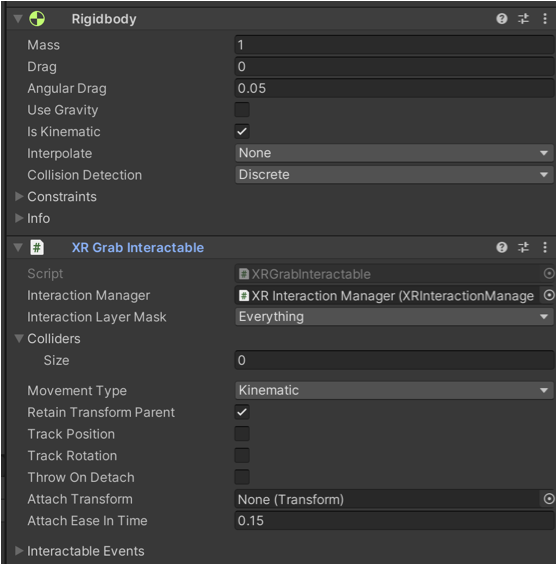 Rigidbody
Mass 1
Drag 0
Angular Drag 0.05
Use Gravity
Is Kinematic
Interpolate None
Collision Detection Discrete
Constraints
Info
# XR Grab Interactable
Script # XRGrabInteractable
Interaction Manager # XR Interaction Manager (XRInteractionManage
Interaction Layer Mask Everything
Colliders
Size 0
Movement Type Kinematic
Retain Transform Parent
Track Position
Track Rotation
Throw On Detach
Attach Transform None (Transform)
Attach Ease In Time 0.15
Interactable Events